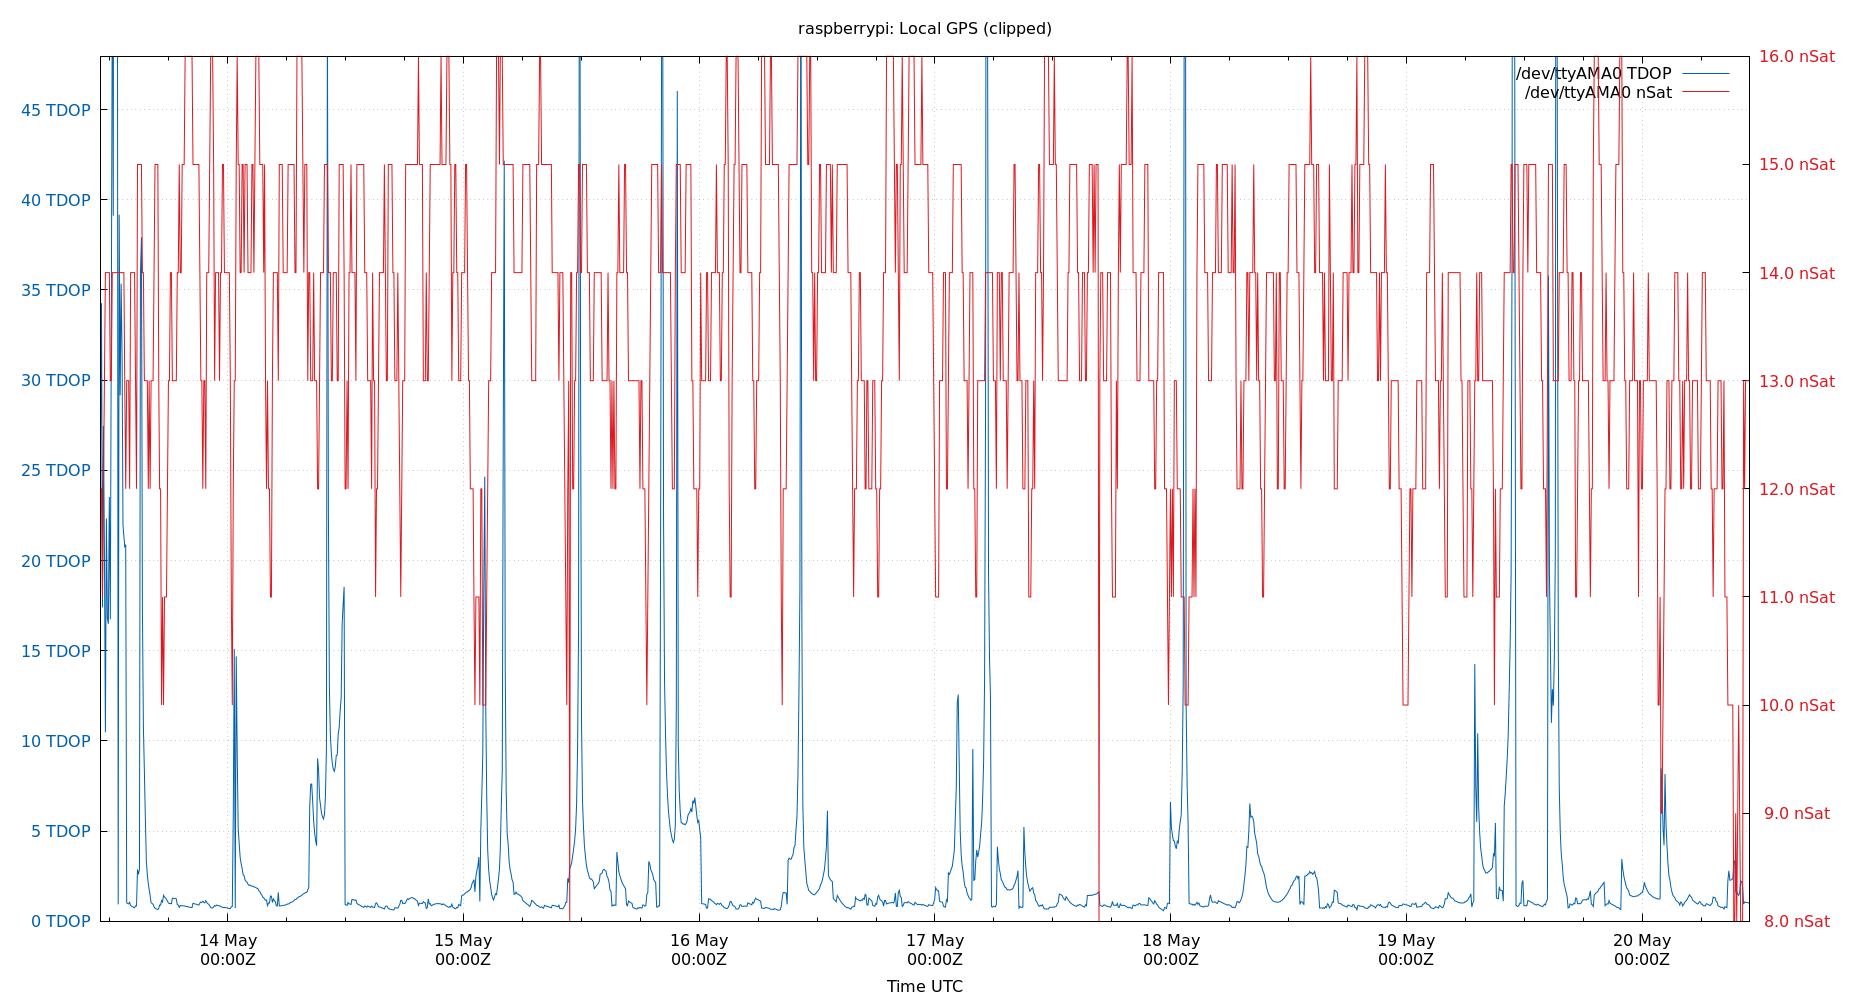 raspberrypi: Local GPS (clipped)
/dev/ttyAMA0 TDOP
/dev/ttyAMA0 nSat
45 TDOP
40 TDOP
35 TDOP
30 TDOP
25 TDOP
20 TDOP
15 TDOP
10 TDOP
5 TDOP
0 TDOP
16.0 nSat
15.0 nSat
14.0 nSat
13.0 nSat
12.0 nSat
11.0 nSat
10.0 nSat
9.0 nSat
8.0 nSat
14 May 15 May 16 May 17 May 18 May 19 May 20 May
00:00Z 00:00Z 00:00Z 00:00Z 00:00Z 00:00Z 00:00Z
Time UTC